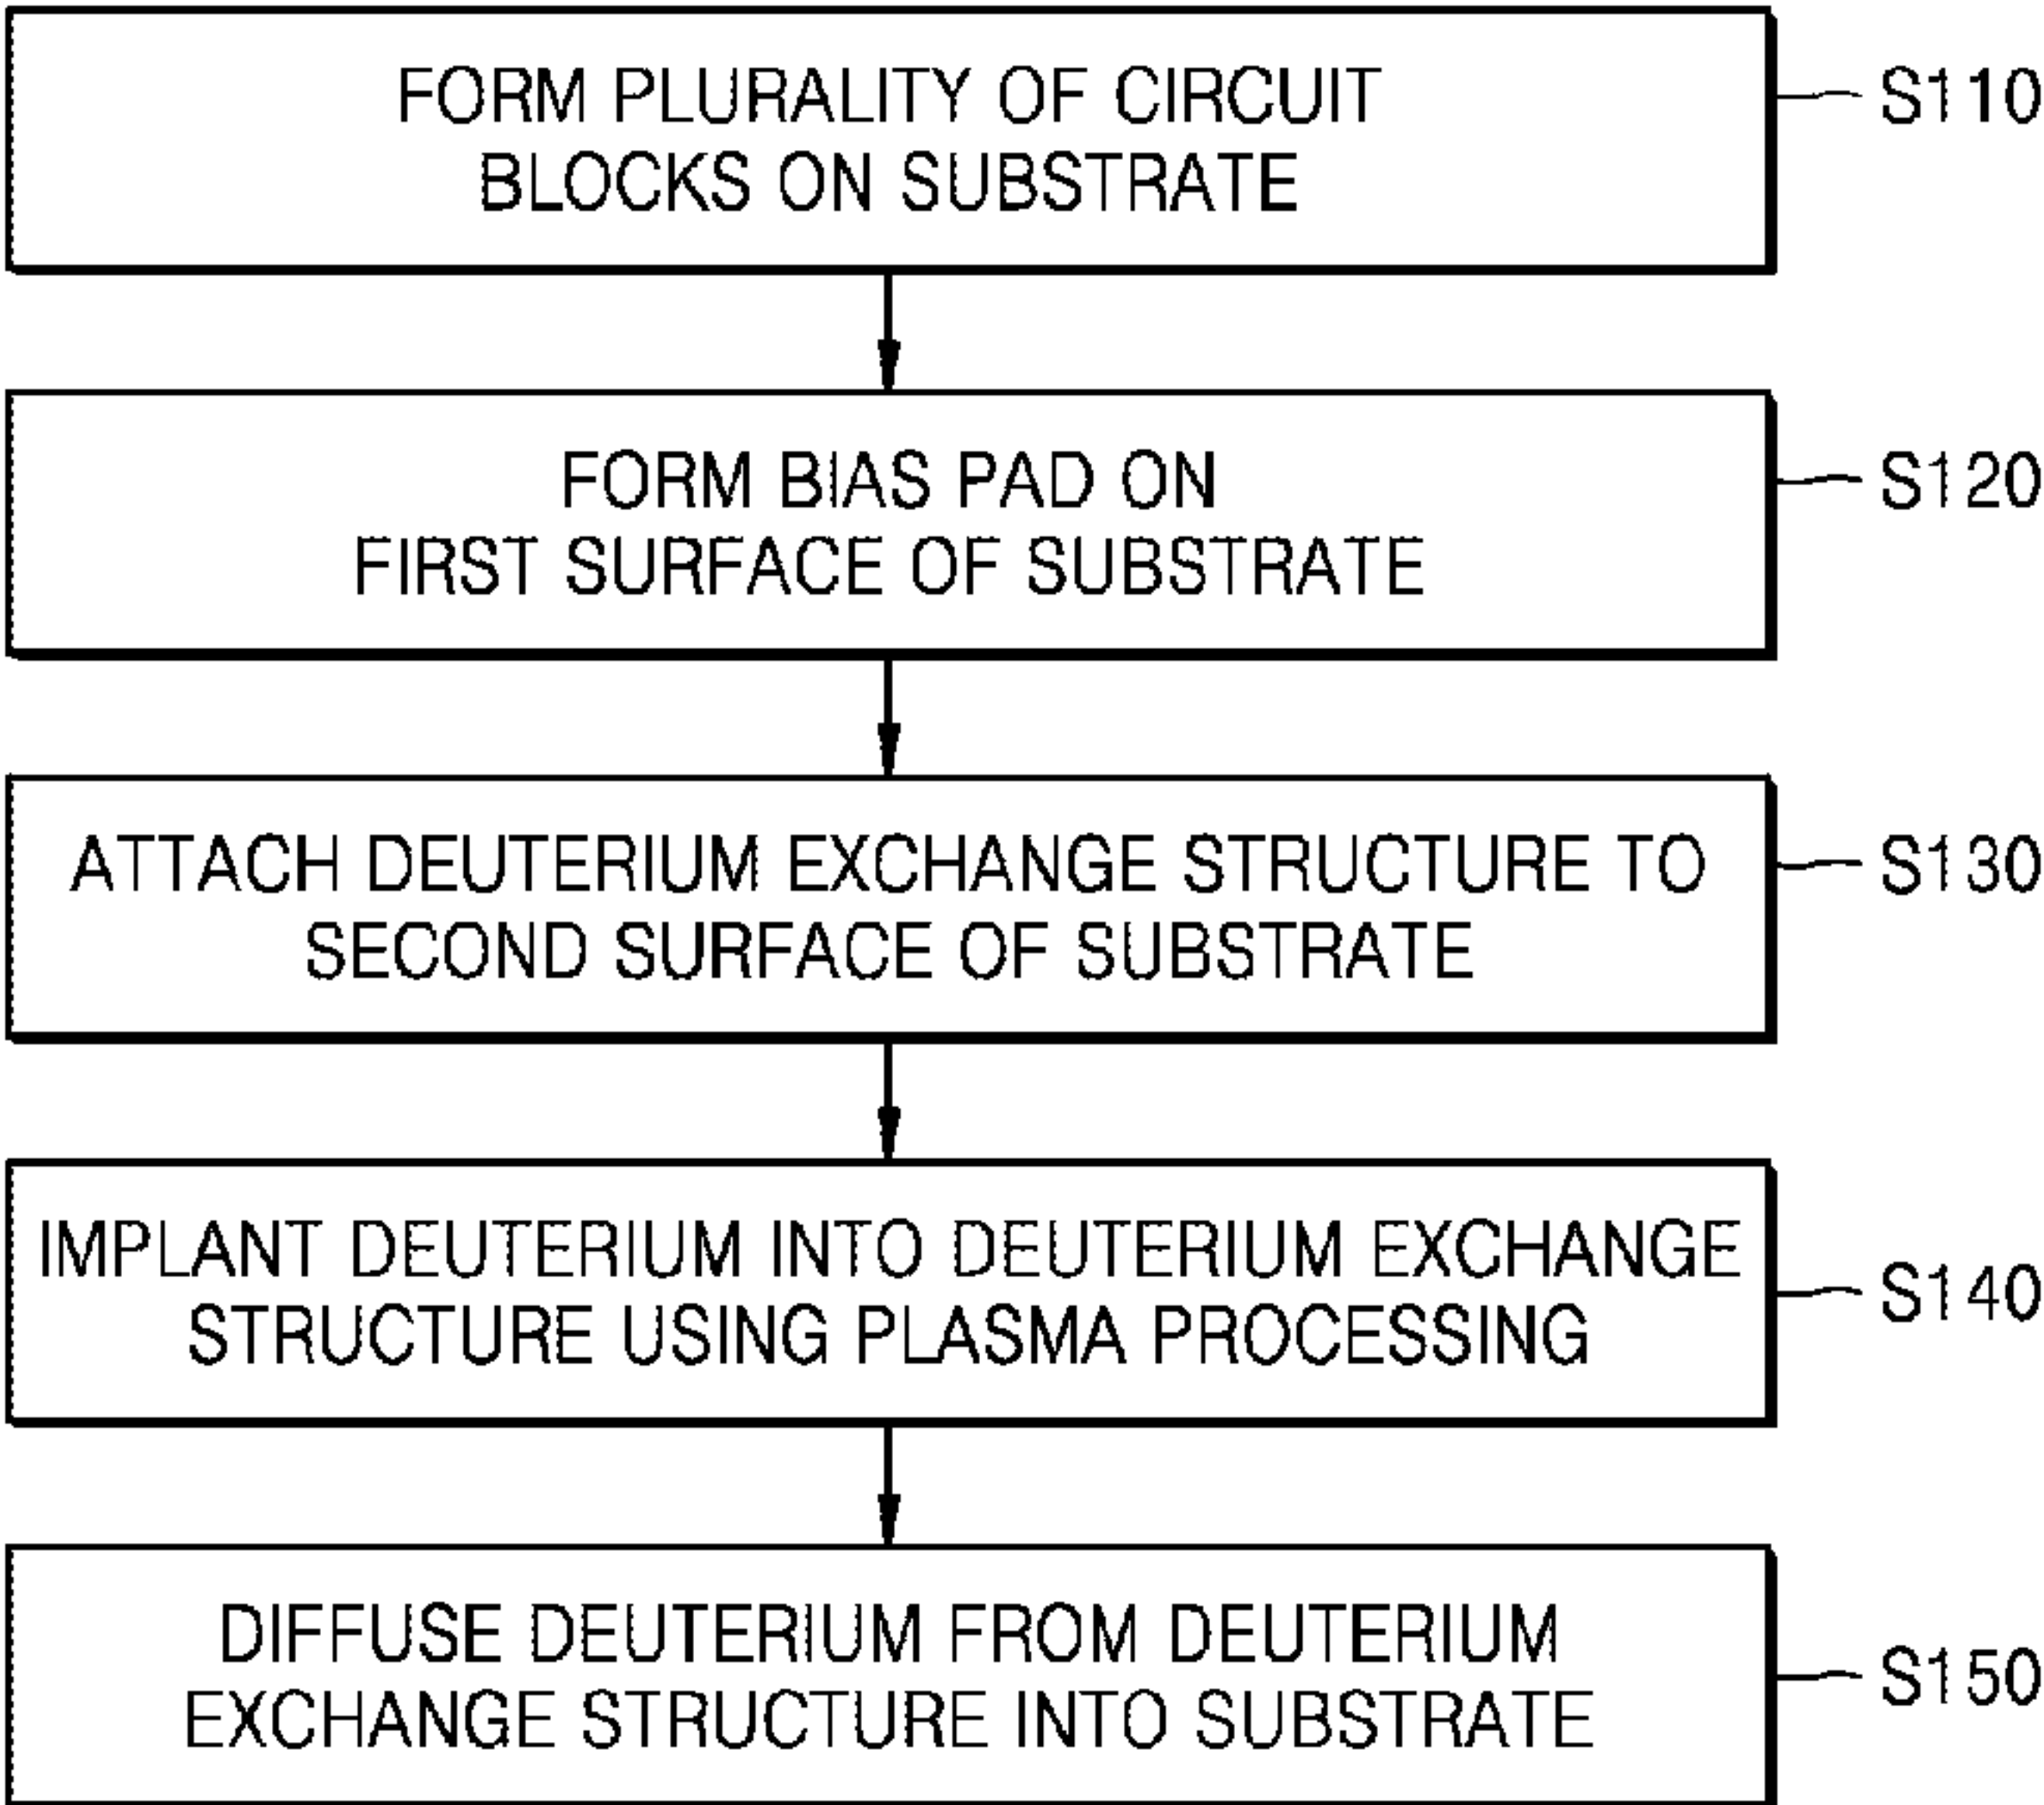 FORM PLURALITY OF CIRCUIT
BLOCKS ON SUBSTRATE
S110
FORM BIAS PAD ON
FIRST SURFACE OF SUBSTRATE
S120
ATTACH DEUTERIUM EXCHANGE STRUCTURE TO
SECOND SURFACE OF SUBSTRATE
S130
IMPLANT DEUTERIUM INTO DEUTERIUM EXCHANGE
STRUCTURE USING PLASMA PROCESSING
S140
DIFFUSE DEUTERIUM FROM DEUTERIUM
EXCHANGE STRUCTURE INTO SUBSTRATE
S150